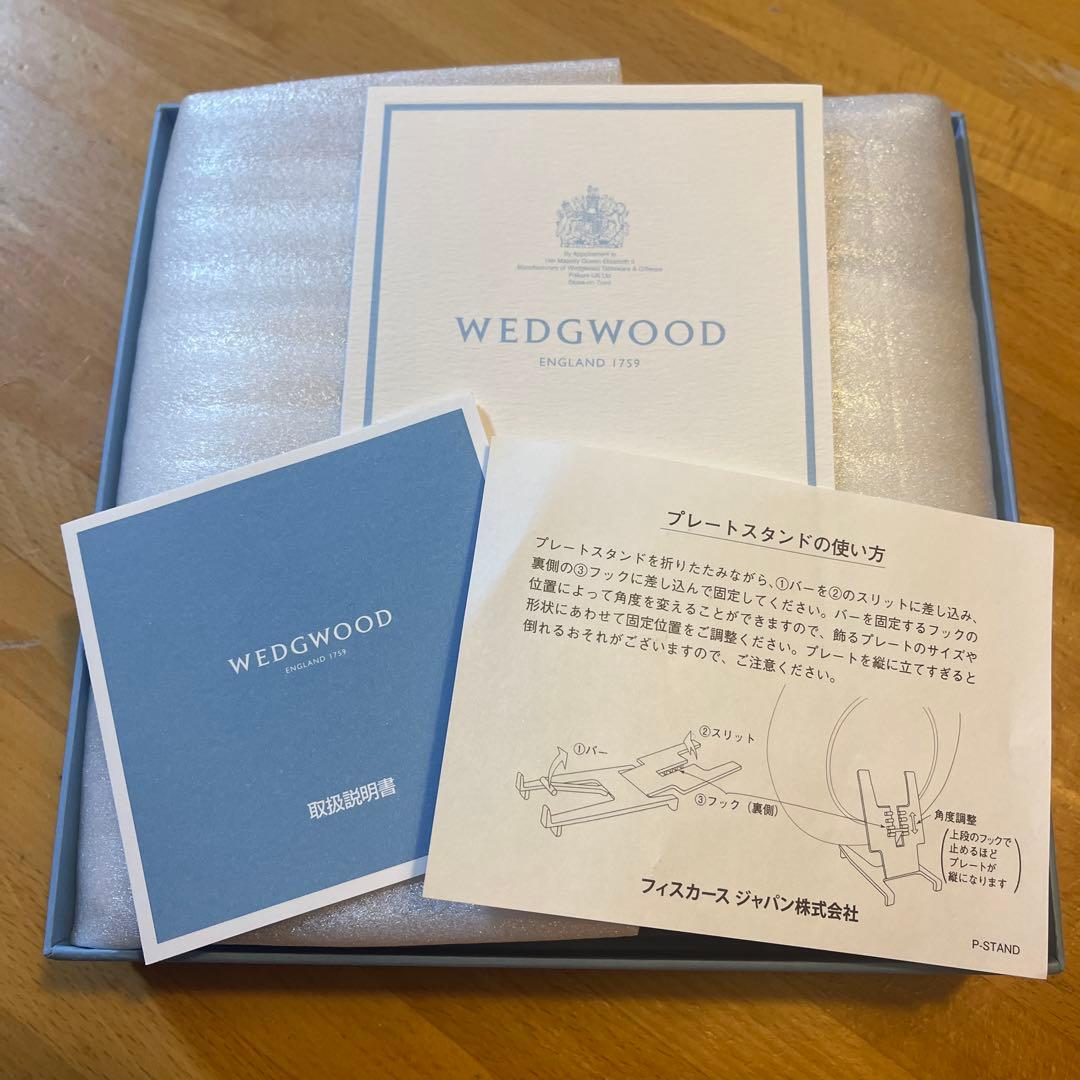 By Appointment to
Her Majesty Queen Elizabeth II
Manufacturers of Wedgwood Tableware & Giftware
Fiskars UK Ltd
Stoke-on-Trent
WEDGWOOD
ENGLAND 1759
WEDGWOOD
ENGLAND 1759
取扱説明書
プレートスタンドの使い方
プレートスタンドを折りたたみながら、①バーを②のスリットに差し込み、
裏側の③フックに差し込んで固定してください。バーを固定するフックの
位置によって角度を変えることができますので、飾るプレートのサイズや
形状にあわせて固定位置をご調整ください。プレートを縦に立てすぎると
倒れるおそれがございますので、ご注意ください。
①バー
②スリット
③フック（裏側）
角度調整
（上段のフックで
止めるほど
プレートが
縦になります）
フィスカース ジャパン株式会社
P-STAND